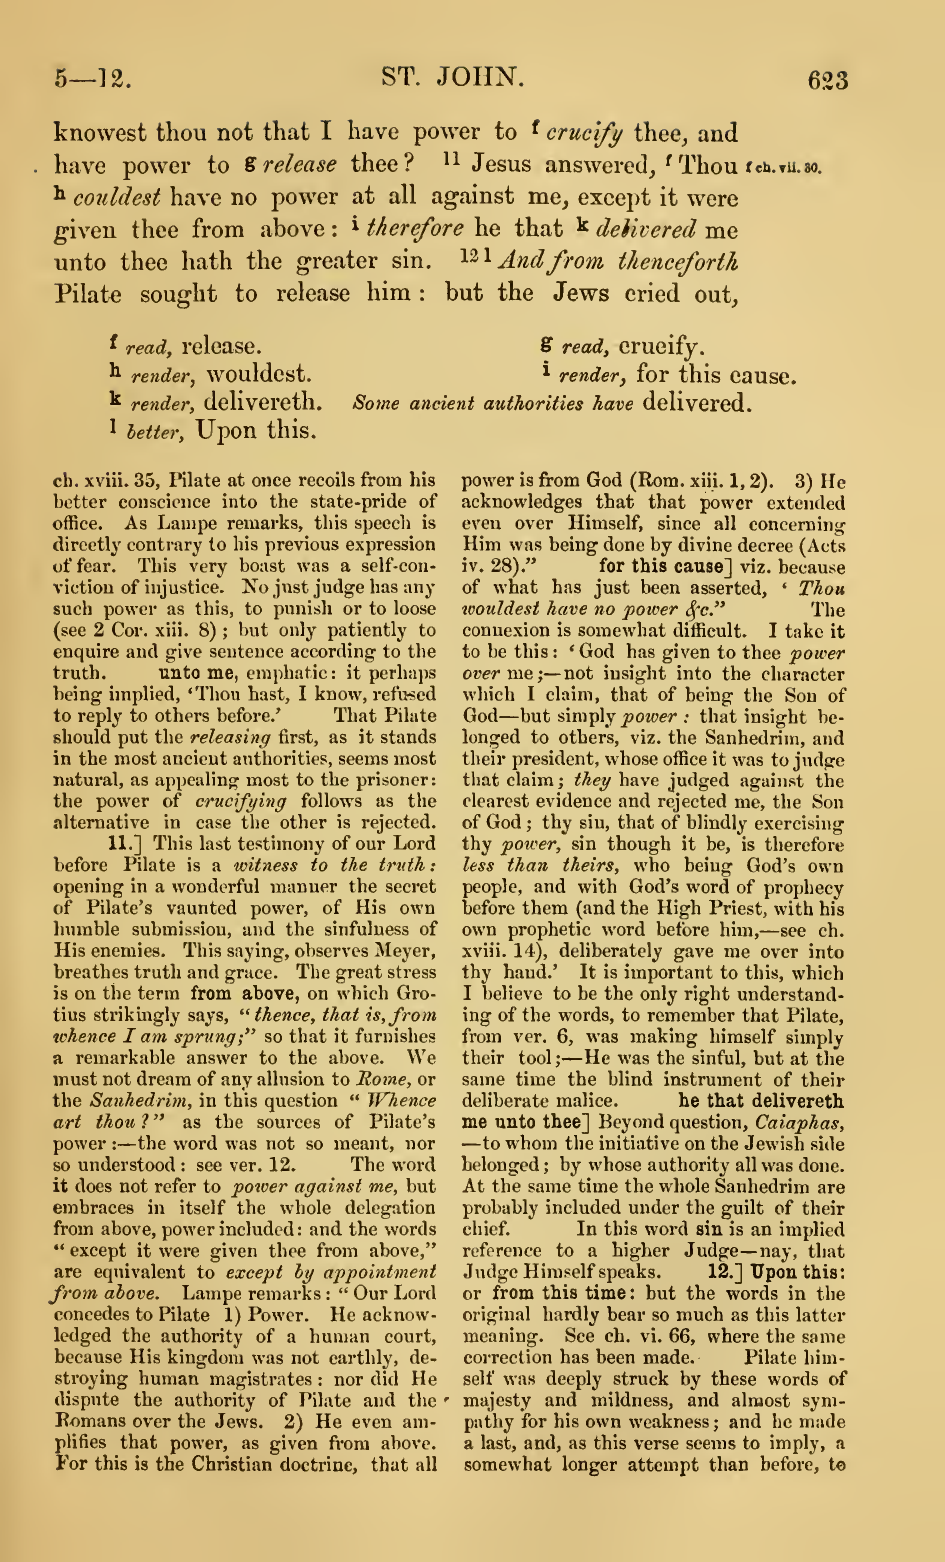 5—12.
ST. JOHN.
623
knowest thou not that I have power to f crucify thee, and
have power to g release thee? 11 Jesus answered, f Thou
f ch. vii. 30.
h couldest have no power at all against me, except it were
given thee from above: i therefore he that k delivered me
unto thee hath the greater sin. 12 l And from thenceforth
Pilate sought to release him: but the Jews cried out,
f read, release.
g read, crucify.
h render, wouldest.
i render, for this cause.
k render, delivereth. Some ancient authorities have delivered.
l better, Upon this.
ch. xviii. 35, Pilate at once recoils from his
better conscience into the state-pride of
office. As Lampe remarks, this speech is
directly contrary to his previous expression
of fear. This very boast was a self-con-
viction of injustice. No just judge has any
such power as this, to punish or to loose
(see 2 Cor. xiii. 8); but only patiently to
enquire and give sentence according to the
truth. unto me, emphatic: it perhaps
being implied, ‘Thou hast, I know, refused
to reply to others before.’ That Pilate
should put the releasing first, as it stands
in the most ancient authorities, seems most
natural, as appealing most to the prisoner:
the power of crucifying follows as the
alternative in case the other is rejected.
11.] This last testimony of our Lord
before Pilate is a witness to the truth:
opening in a wonderful manner the secret
of Pilate’s vaunted power, of His own
humble submission, and the sinfulness of
His enemies. This saying, observes Meyer,
breathes truth and grace. The great stress
is on the term from above, on which Gro-
tius strikingly says, “thence, that is, from
whence I am sprung;” so that it furnishes
a remarkable answer to the above. We
must not dream of any allusion to Rome, or
the Sanhedrim, in this question “Whence
art thou?” as the sources of Pilate’s
power:—the word was not so meant, nor
so understood: see ver. 12. The word
it does not refer to power against me, but
embraces in itself the whole delegation
from above, power included: and the words
“except it were given thee from above,”
are equivalent to except by appointment
from above. Lampe remarks: “Our Lord
concedes to Pilate 1) Power. He acknow-
ledged the authority of a human court,
because His kingdom was not earthly, de-
stroying human magistrates: nor did He
dispute the authority of Pilate and the
Romans over the Jews. 2) He even am-
plifies that power, as given from above.
For this is the Christian doctrine, that all
power is from God (Rom. xiii. 1, 2). 3) He
acknowledges that that power extended
even over Himself, since all concerning
Him was being done by divine decree (Acts
iv. 28).” for this cause] viz. because
of what has just been asserted, ‘Thou
wouldest have no power &c.” The
connexion is somewhat difficult. I take it
to be this: ‘God has given to thee power
over me;—not insight into the character
which I claim, that of being the Son of
God—but simply power: that insight be-
longed to others, viz. the Sanhedrim, and
their president, whose office it was to judge
that claim; they have judged against the
clearest evidence and rejected me, the Son
of God; thy sin, that of blindly exercising
thy power, sin though it be, is therefore
less than theirs, who being God’s own
people, and with God’s word of prophecy
before them (and the High Priest, with his
own prophetic word before him,—see ch.
xviii. 14), deliberately gave me over into
thy hand.’ It is important to this, which
I believe to be the only right understand-
ing of the words, to remember that Pilate,
from ver. 6, was making himself simply
their tool;—He was the sinful, but at the
same time the blind instrument of their
deliberate malice. he that delivereth
me unto thee] Beyond question, Caiaphas,
—to whom the initiative on the Jewish side
belonged; by whose authority all was done.
At the same time the whole Sanhedrim are
probably included under the guilt of their
chief. In this word sin is an implied
reference to a higher Judge—nay, that
Judge Himself speaks. 12.] Upon this:
or from this time: but the words in the
original hardly bear so much as this latter
meaning. See ch. vi. 66, where the same
correction has been made. Pilate him-
self was deeply struck by these words of
majesty and mildness, and almost sym-
pathy for his own weakness; and he made
a last, and, as this verse seems to imply, a
somewhat longer attempt than before, to